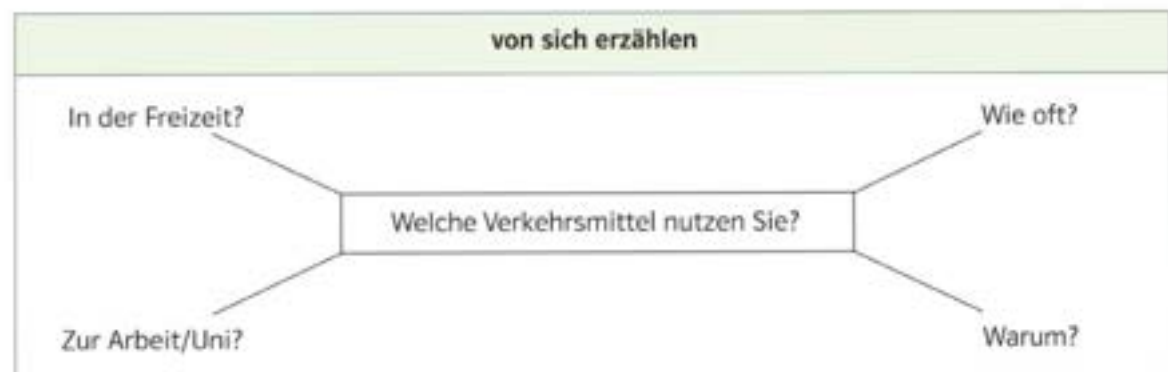 von sich erzählen
In der Freizeit?
Wie oft?
Welche Verkehrsmittel nutzen Sie?
Zur Arbeit/Uni?
Warum?